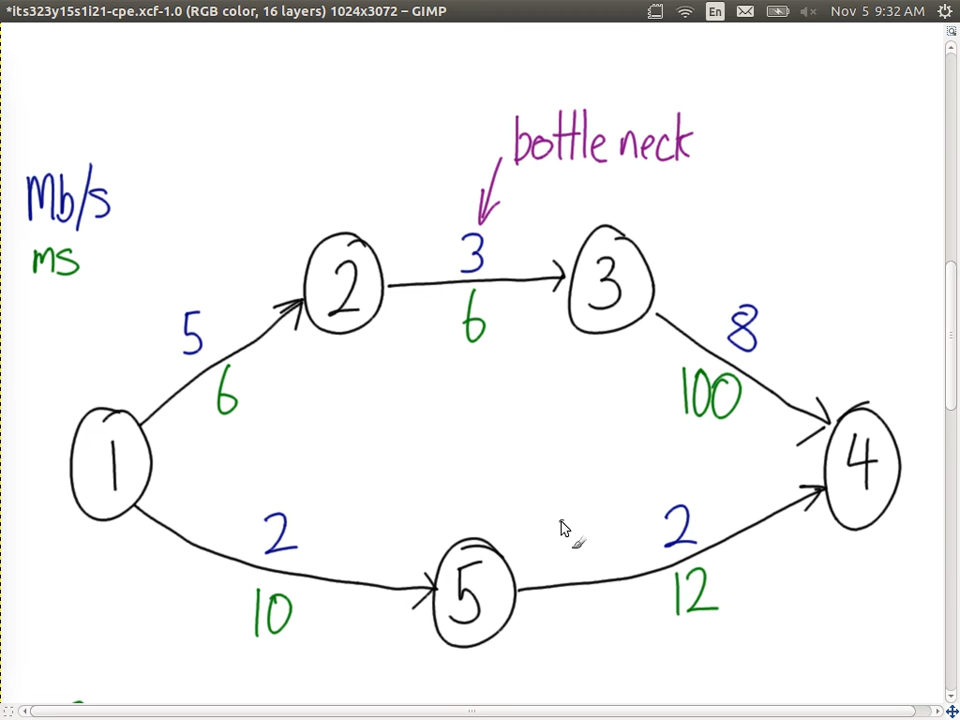 *its323y15s1i21-cpe.xcf-1.0 (RGB color, 16 layers) 1024x3072 – GIMP
En
Nov 5 9:32 AM
bottle neck
Mb/s
ms
3
2
3
6
5
6
8
100
1
4
2
10
5
2
12